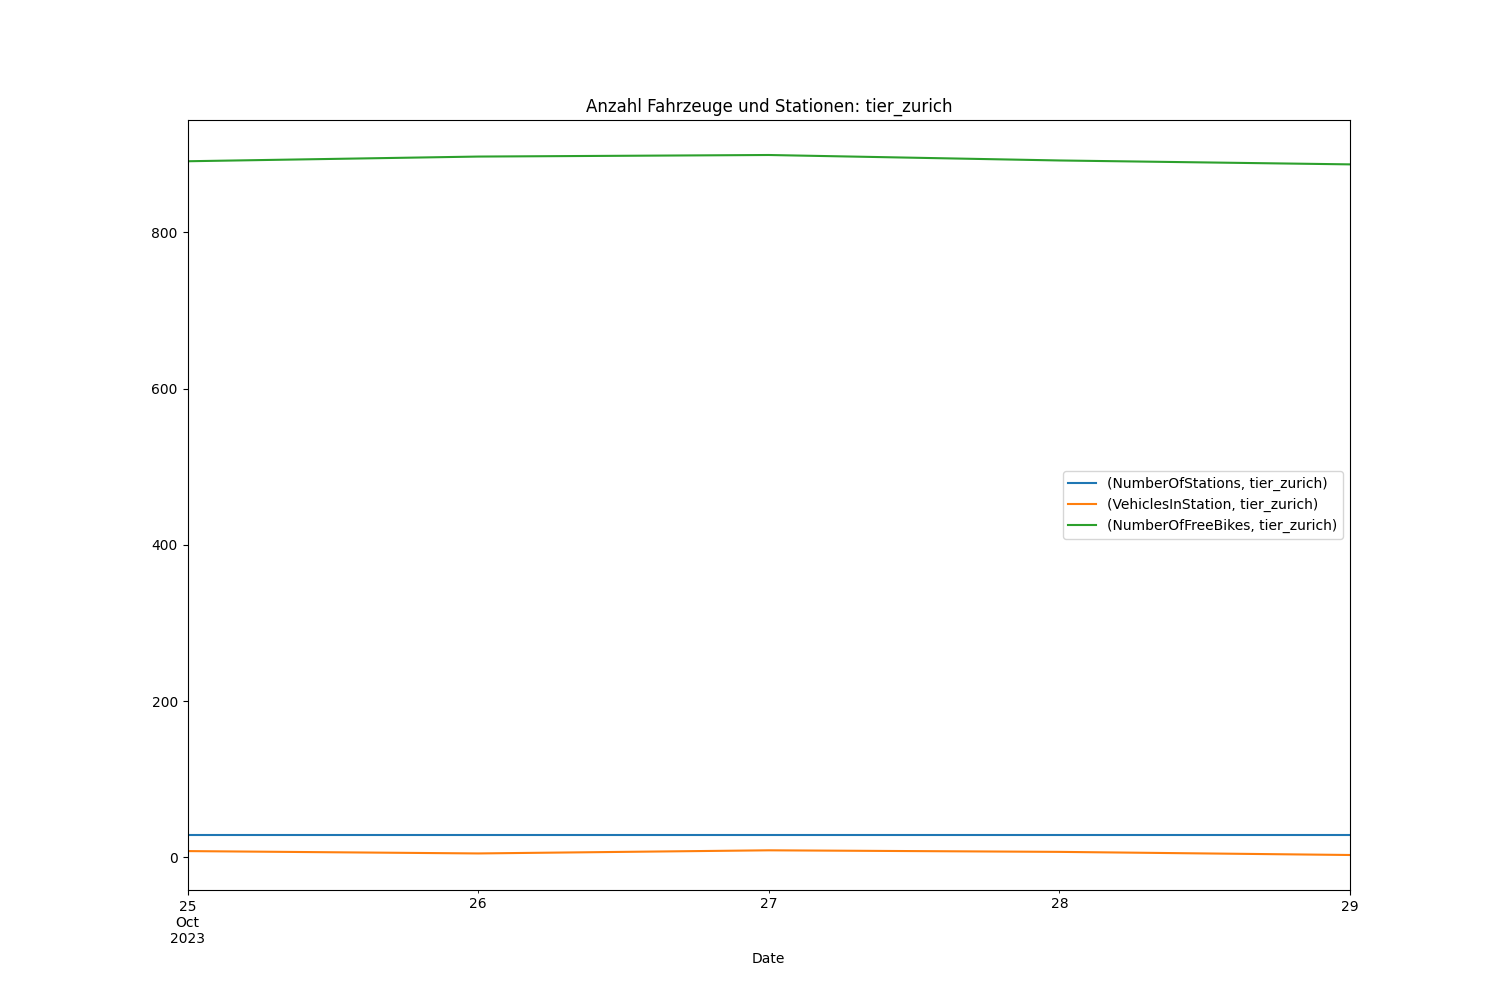 Anzahl Fahrzeuge und Stationen: tier_zurich
800
600
400
200
0
(NumberOfStations, tier_zurich)
(VehiclesInStation, tier_zurich)
(NumberOfFreeBikes, tier_zurich)
25 26 27 28 29
Oct
2023
Date